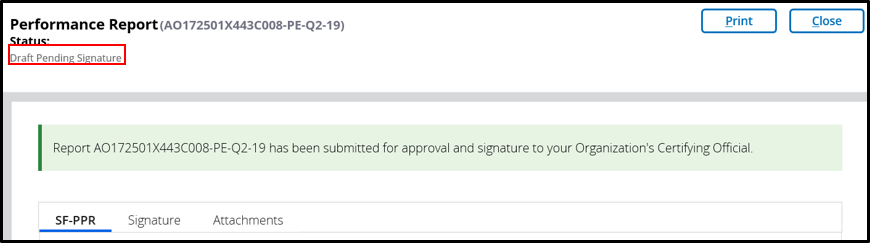 Performance Report (AO172501X443C008-PE-Q2-19)
Print
Close
Status:
Draft Pending Signature
Report AO172501X443C008-PE-Q2-19 has been submitted for approval and signature to your Organization's Certifying Official.
SF-PPR Signature Attachments